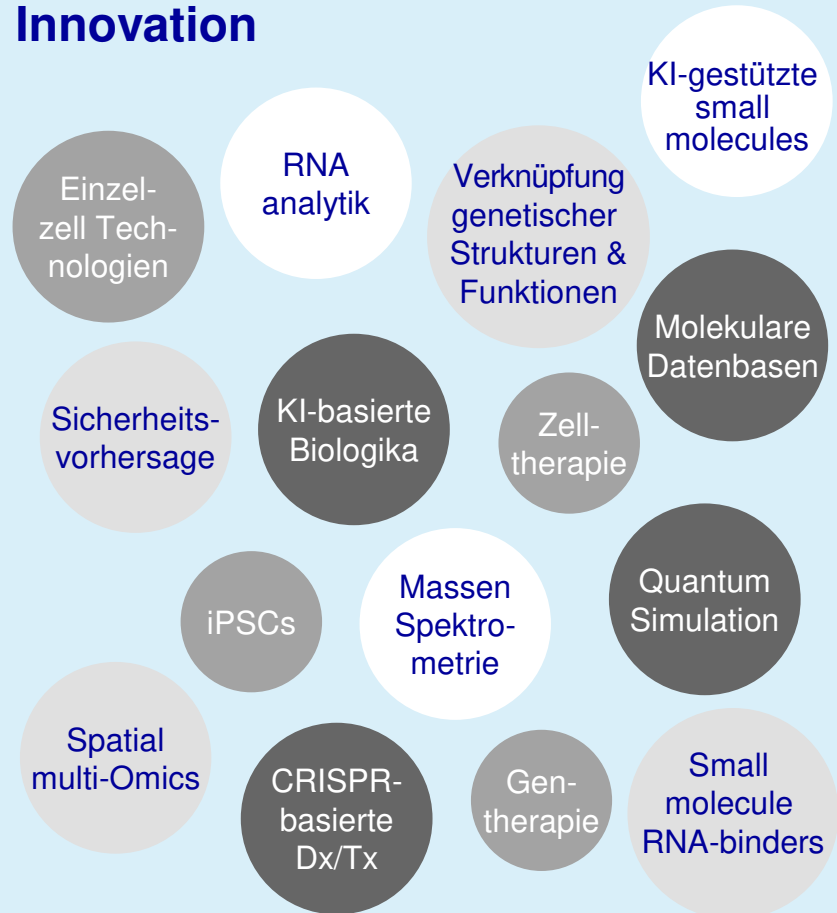 Innovation
KI-gestützte
small
molecules
RNA
analytik
Einzel-
zell Tech-
nologien
Verknüpfung
genetischer
Strukturen &
Funktionen
Molekulare
Datenbasen
Sicherheits-
vorhersage
KI-basierte
Biologika
Zell-
therapie
iPSCs
Massen
Spektro-
metrie
Quantum
Simulation
Spatial
multi-Omics
CRISPR-
basierte
Dx/Tx
Gen-
therapie
Small
molecule
RNA-binders